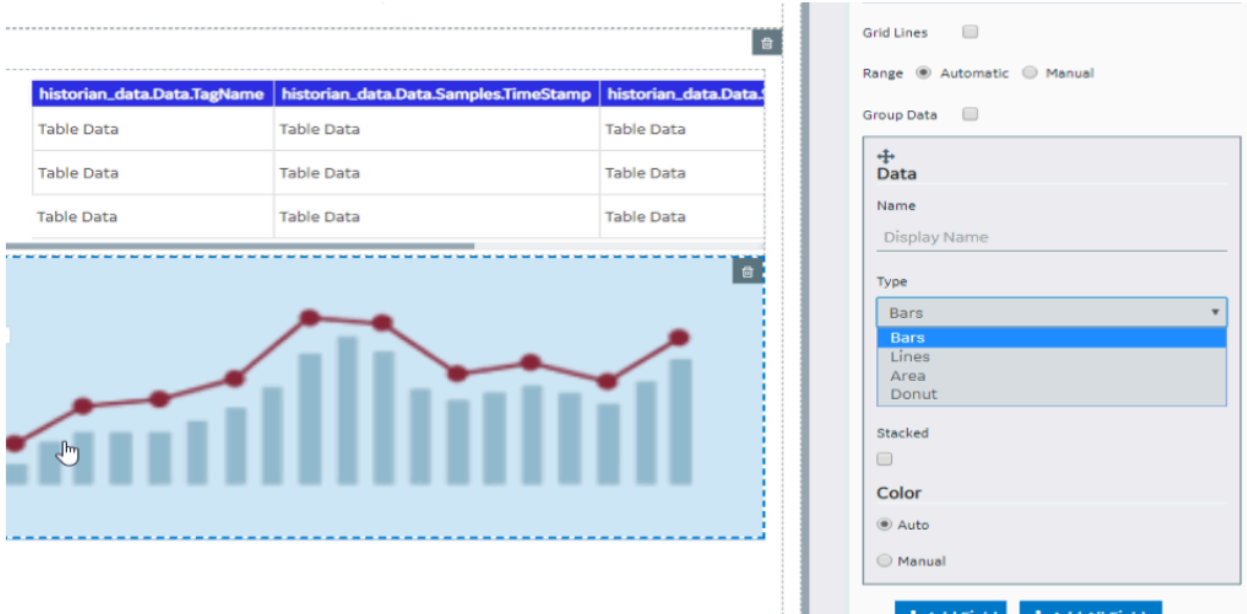 historian_data.Data.TagName historian_data.Data.Samples.TimeStamp historian_data.Data.
Table Data Table Data Table Data
Table Data Table Data Table Data
Table Data Table Data Table Data
Grid Lines
Range Automatic Manual
Group Data
Data
Name
Display Name
Type
Bars
Bars
Lines
Area
Donut
Stacked
Color
Auto
Manual